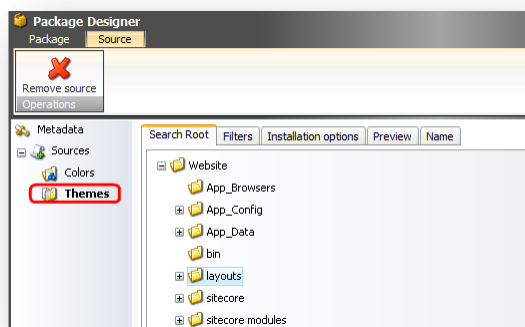 Package Designer
Package Source
Remove source
Operations
Metadata
Sources
Colors
Themes
Search Root Filters Installation options Preview Name
Website
App_Browsers
App_Config
App_Data
bin
layouts
sitecore
sitecore modules